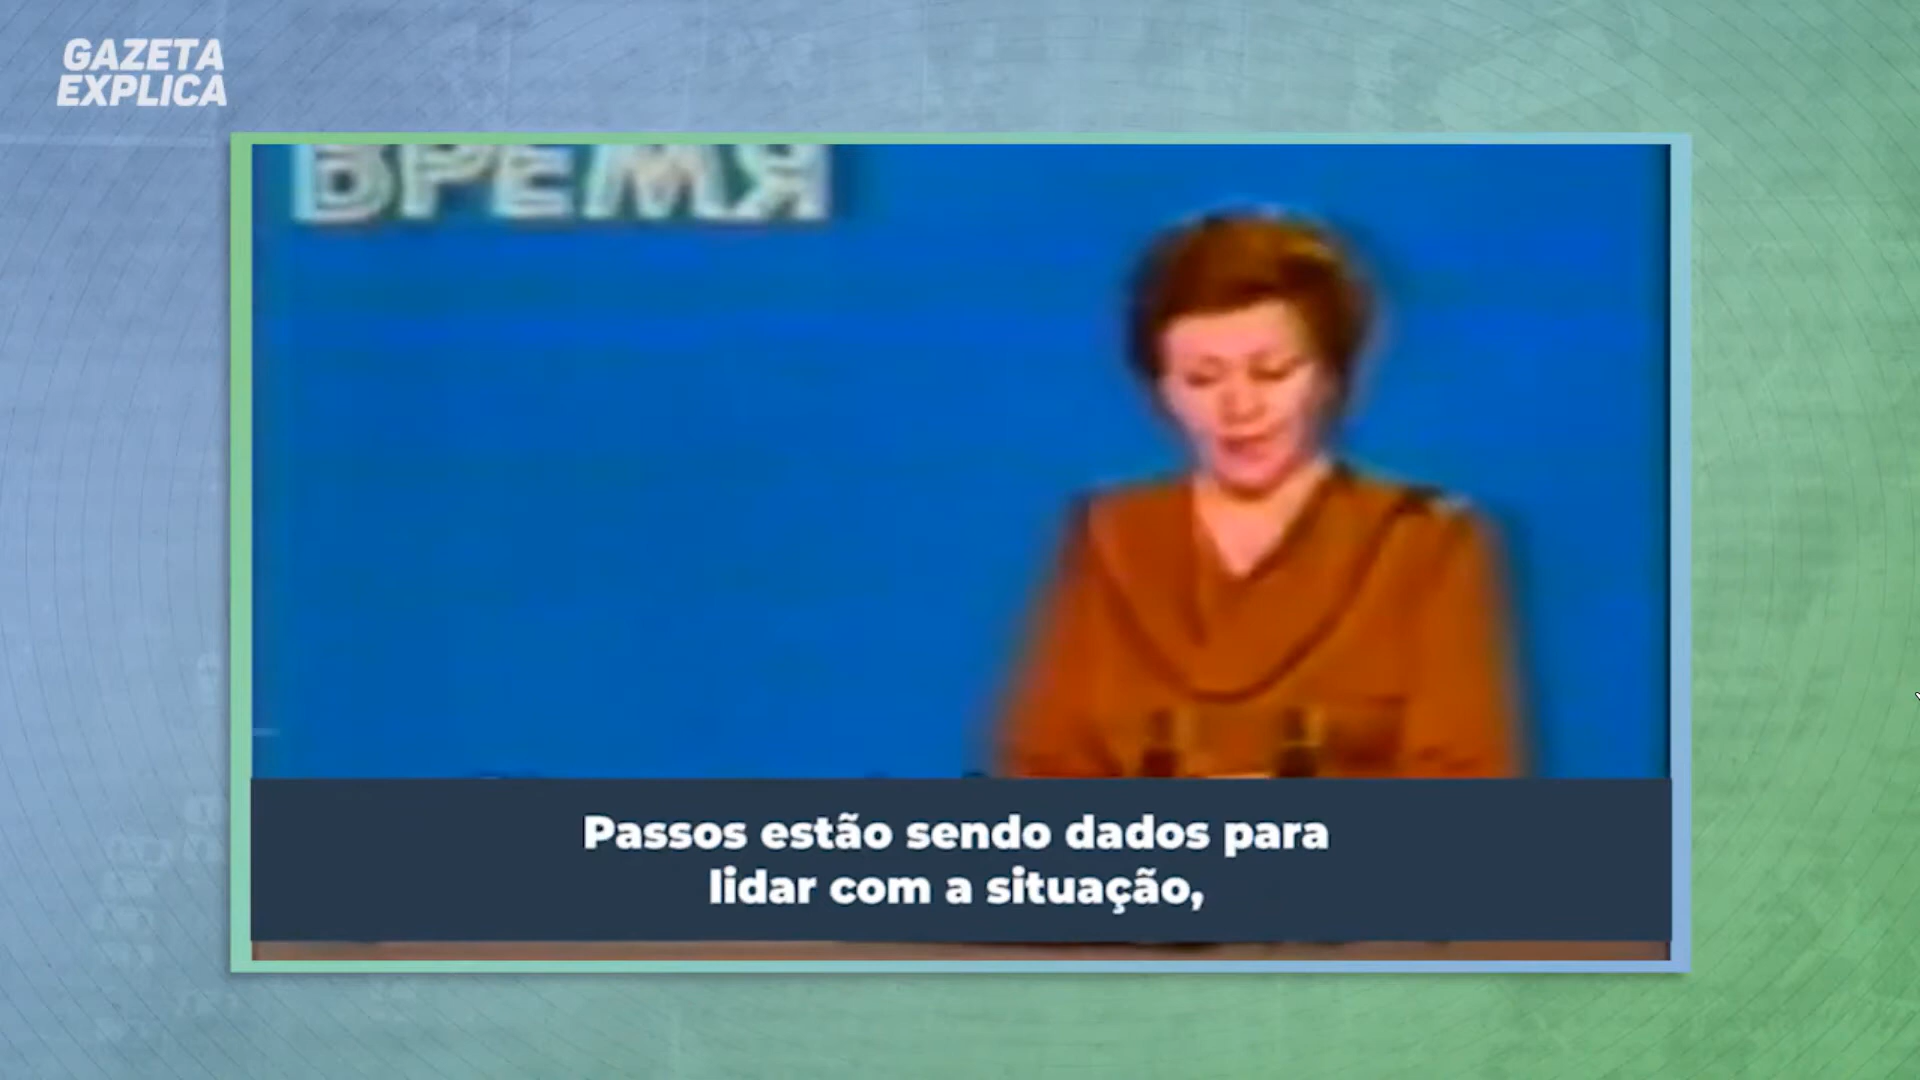 GAZETA
EXPLICA
ВРЕМЯ
Passos estão sendo dados para
lidar com a situação,